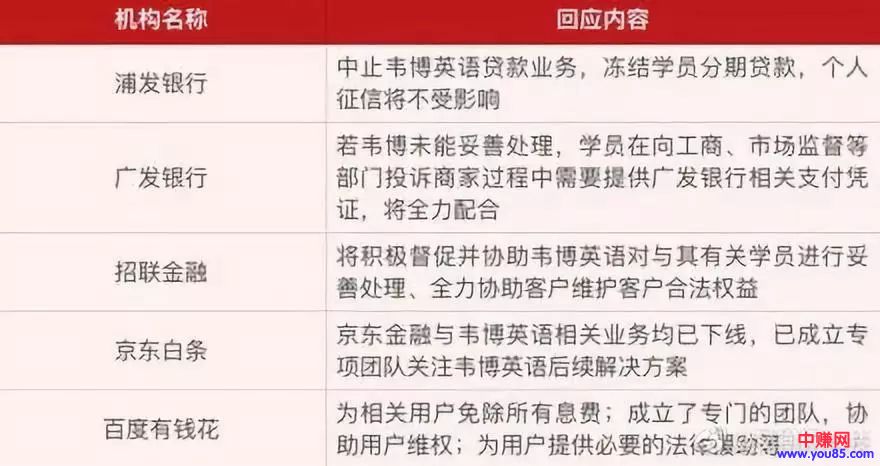 机构名称
回应内容
浦发银行
中止韦博英语贷款业务，冻结学员分期贷款，个人
征信将不受影响
广发银行
若韦博未能妥善处理，学员在向工商、市场监督等
部门投诉商家过程中需要提供广发银行相关支付凭
证，将全力配合
招联金融
将积极督促并协助韦博英语对与其有关学员进行妥
善处理、全力协助客户维护客户合法权益
京东白条
京东金融与韦博英语相关业务均已下线，已成立专
项团队关注韦博英语后续解决方案
百度有钱花
为相关用户免除所有息费；成立了专门的团队，协
助用户维权；为用户提供必要的法律援助等
中赚网
www.you85.com